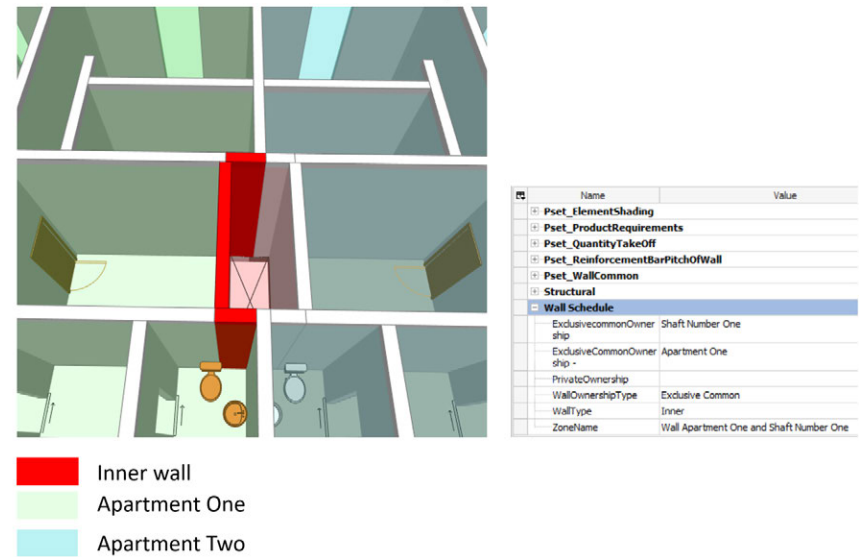 Name Value
Pset_ElementShading
Pset_ProductRequirements
Pset_QuantityTakeOff
Pset_ReinforcementBarPitchOfWall
Pset_WallCommon
Structural
Wall Schedule
ExclusivecommonOwner Shaft Number One
ship
ExclusiveCommonOwner Apartment One
ship -
PrivateOwnership
WallOwnershipType Exclusive Common
WallType Inner
ZoneName Wall Apartment One and Shaft Number One
Inner wall
Apartment One
Apartment Two